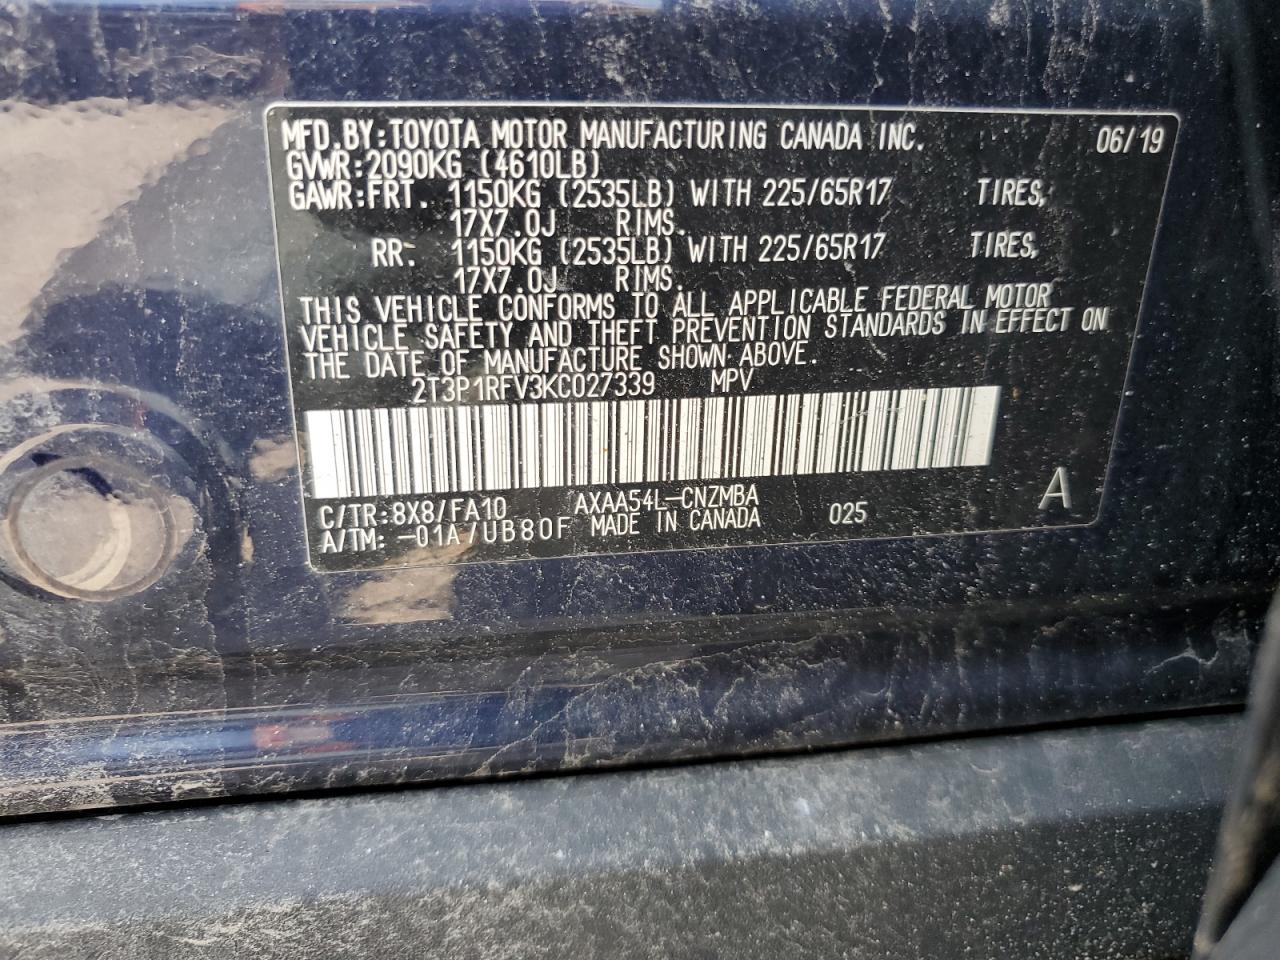 MFD.BY:TOYOTA MOTOR MANUFACTURING CANADA INC. 06/19
GVWR:2090KG (4610LB)
GAWR:FRT. 1150KG (2535LB) WITH 225/65R17 TIRES,
17X7.0J RIMS.
RR. 1150KG (2535LB) WITH 225/65R17 TIRES,
17X7.0J RIMS.
THIS VEHICLE CONFORMS TO ALL APPLICABLE FEDERAL MOTOR
VEHICLE SAFETY AND THEFT PREVENTION STANDARDS IN EFFECT ON
THE DATE OF MANUFACTURE SHOWN ABOVE.
2T3P1RFV3KC027339 MPV
C/TR:8X8/FA10 AXAA54L-CNZMBA A
A/TM: -01A/UB80F MADE IN CANADA 025